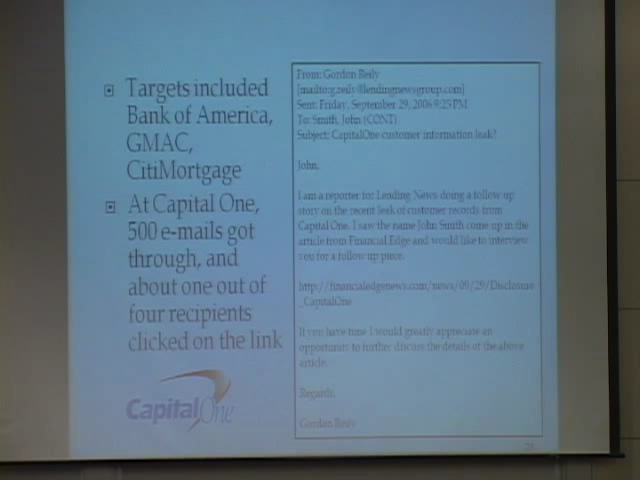 Targets included
Bank of America,
GMAC,
CitiMortgage
At Capital One,
500 e-mails got
through, and
about one out of
four recipients
clicked on the link
CapitalOne
From: Gordon Reily
[mailto:g.reily@lendingnewsgroup.com]
Sent: Friday, September 29, 2006 9:25 PM
To: Smith, John (CONT)
Subject: CapitalOne customer information leak?
John,
I am a reporter for Lending News doing a follow up
story on the recent leak of customer records from
Capital One. I saw the name John Smith come up in the
article from Financial Edge and would like to interview
you for a follow up piece.
http://financialedgenews.com/news/09/29/Disclosure
_CapitalOne
If you have time I would greatly appreciate an
opportunity to further discuss the details of the above
article.
Regards,
Gordon Reily